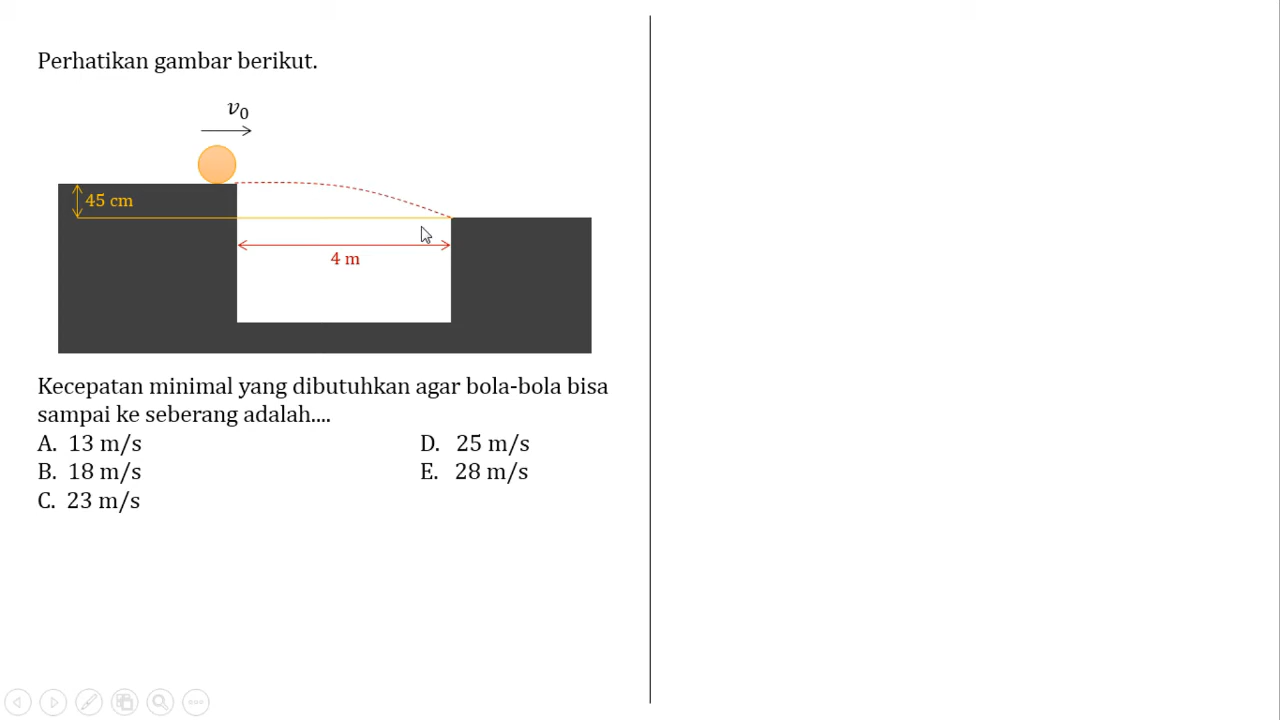 Perhatikan gambar berikut.
v₀
45 cm
4 m
Kecepatan minimal yang dibutuhkan agar bola-bola bisa
sampai ke seberang adalah....
A. 13 m/s D. 25 m/s
B. 18 m/s E. 28 m/s
C. 23 m/s